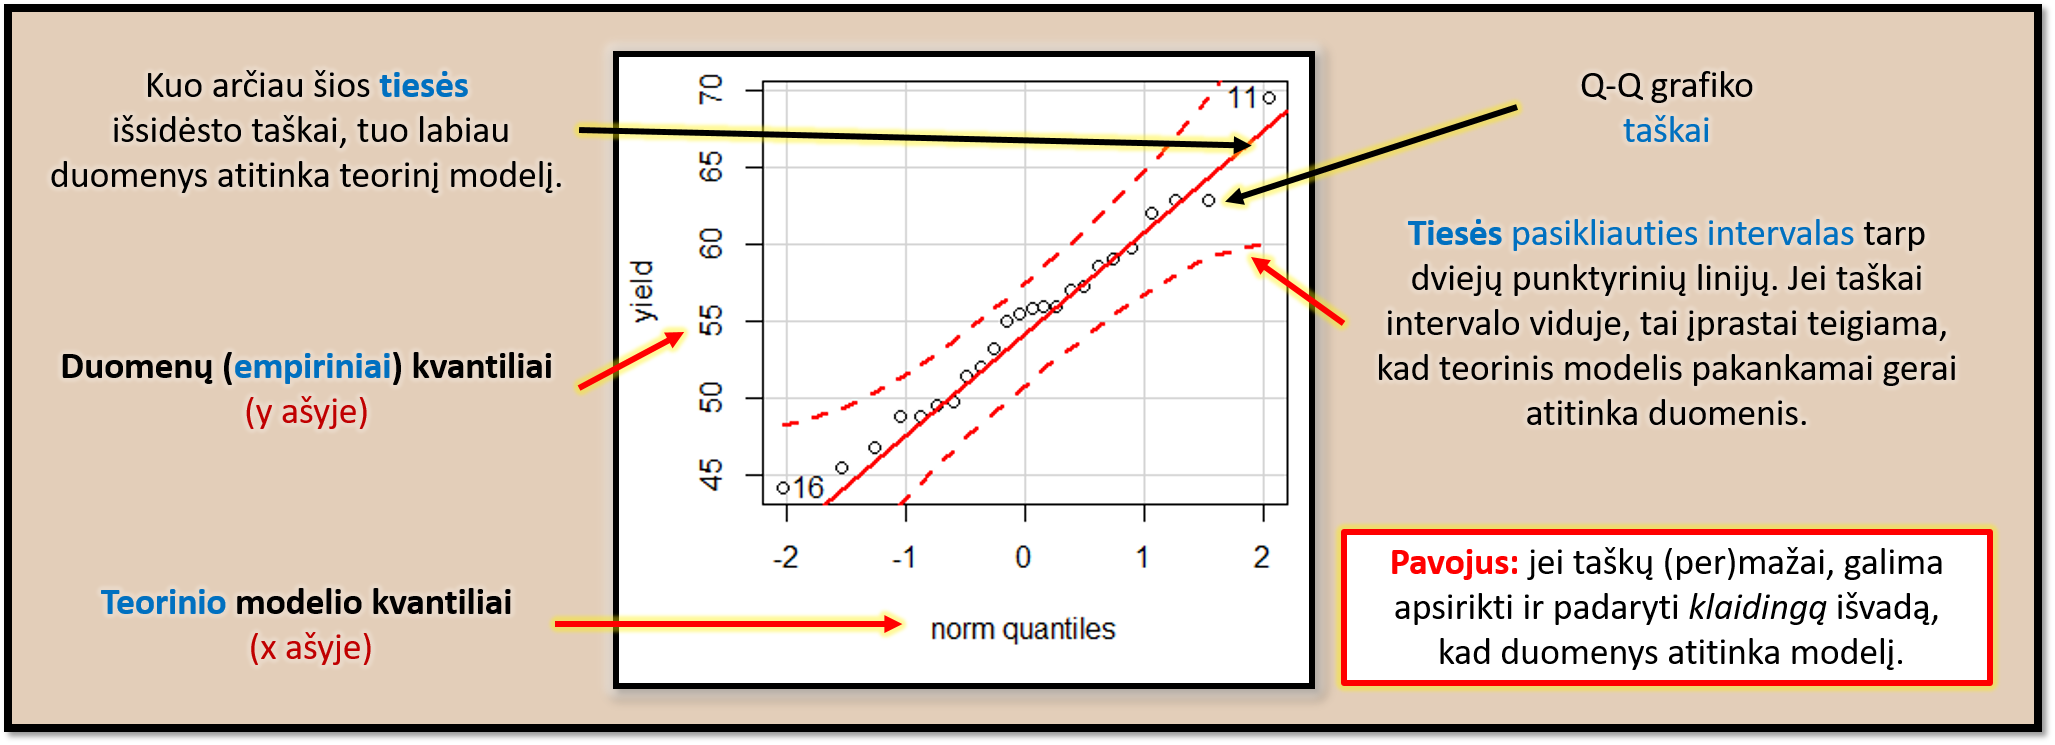 Kuo arčiau šios tiesės
išsidėsto taškai, tuo labiau
duomenys atitinka teorinį modelį.
Duomenų (empiriniai) kvantiliai
(y ašyje)
Teorinio modelio kvantiliai
(x ašyje)
70
65
60
55
50
45
yield
11
16
-2
-1
0
1
2
norm quantiles
Q-Q grafiko
taškai
Tiesės pasikliauties intervalas tarp
dviejų punktyrinių linijų. Jei taškai
intervalo viduje, tai įprastai teigiama,
kad teorinis modelis pakankamai gerai
atitinka duomenis.
Pavojus: jei taškų (per)mažai, galima
apsirikti ir padaryti klaidingą išvadą,
kad duomenys atitinka modelį.